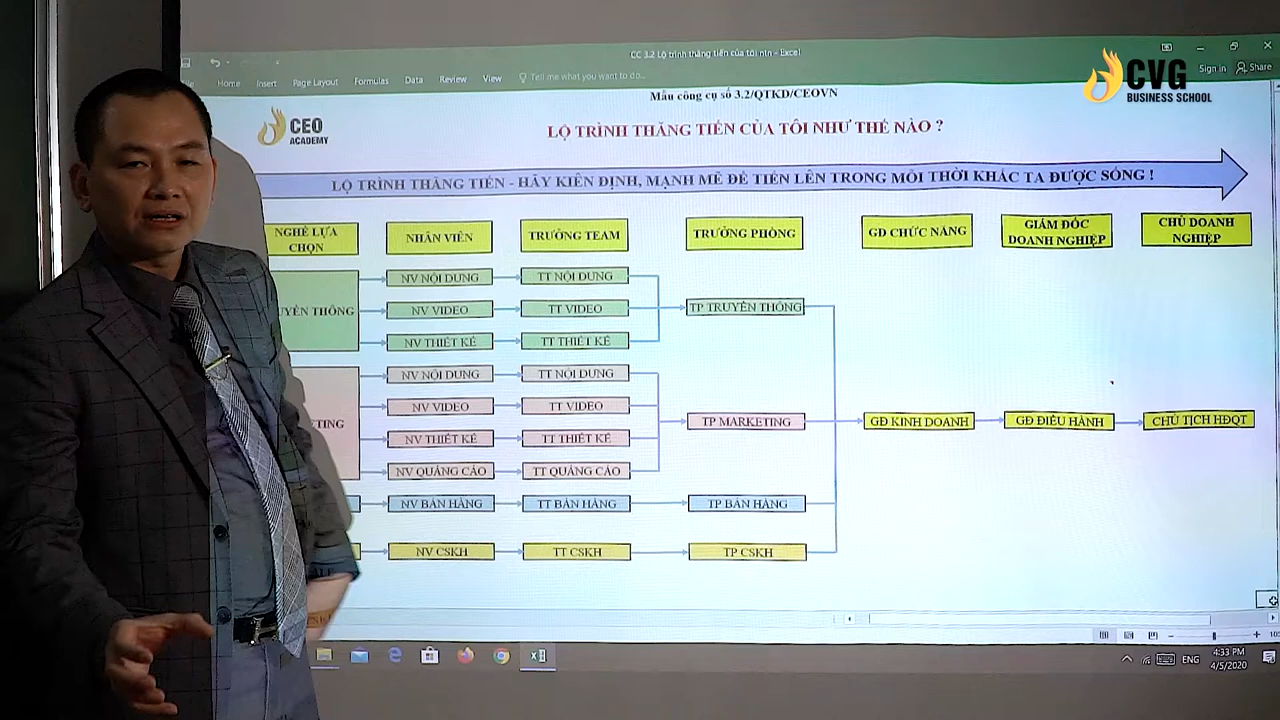 CC 3.2 Lộ trình thăng tiến của tôi ntn - Excel
Home Insert Page Layout Formulas Data Review View Tell me what you want to do...
Sign in Share
CVG
BUSINESS SCHOOL
Mẫu công cụ số 3.2/QTKD/CEOVN
CEO
ACADEMY
LỘ TRÌNH THĂNG TIẾN CỦA TÔI NHƯ THẾ NÀO ?
LỘ TRÌNH THĂNG TIẾN - HÃY KIÊN ĐỊNH, MẠNH MẼ ĐỂ TIẾN LÊN TRONG MỖI THỜI KHẮC TA ĐƯỢC SỐNG !
NGHỀ LỰA
CHỌN
NHÂN VIÊN
TRƯỞNG TEAM
TRƯỞNG PHÒNG
GĐ CHỨC NĂNG
GIÁM ĐỐC
DOANH NGHIỆP
CHỦ DOANH
NGHIỆP
NV NỘI DUNG
TT NỘI DUNG
UYỀN THÔNG
NV VIDEO
TT VIDEO
TP TRUYỀN THÔNG
NV THIẾT KẾ
TT THIẾT KẾ
NV NỘI DUNG
TT NỘI DUNG
NV VIDEO
TT VIDEO
TING
TP MARKETING
GĐ KINH DOANH
GĐ ĐIỀU HÀNH
CHỦ TỊCH HĐQT
NV THIẾT KẾ
TT THIẾT KẾ
NV QUẢNG CÁO
TT QUẢNG CÁO
NV BÁN HÀNG
TT BÁN HÀNG
TP BÁN HÀNG
NV CSKH
TT CSKH
TP CSKH
ENG
4:33 PM
4/5/2020